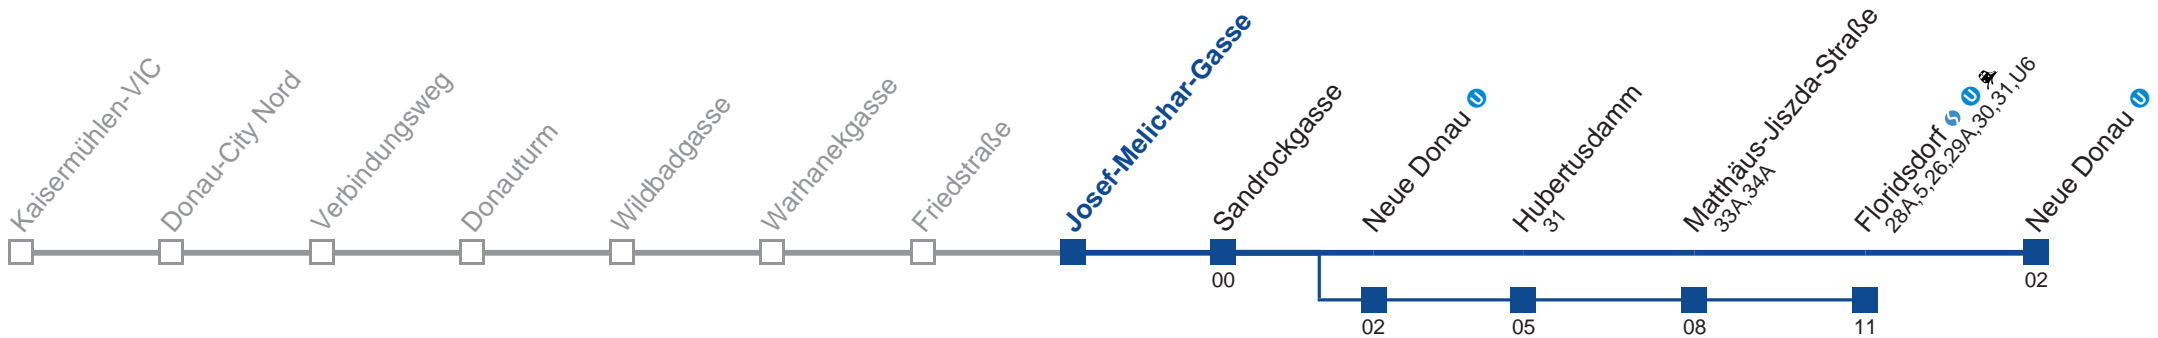 Kaisermühlen-VIC
Donau-City Nord
Verbindungsweg
Donauturm
Wildbadgasse
Warhanekgasse
Friedstraße
Josef-Melichar-Gasse
Sandrockgasse
Neue Donau U
Hubertusdamm
31
Matthäus-Jiszda-Straße
33A,34A
Floridsdorf S U
28A,5,26,29A,30,31,U6
Neue Donau U
00
02
02
05
08
11